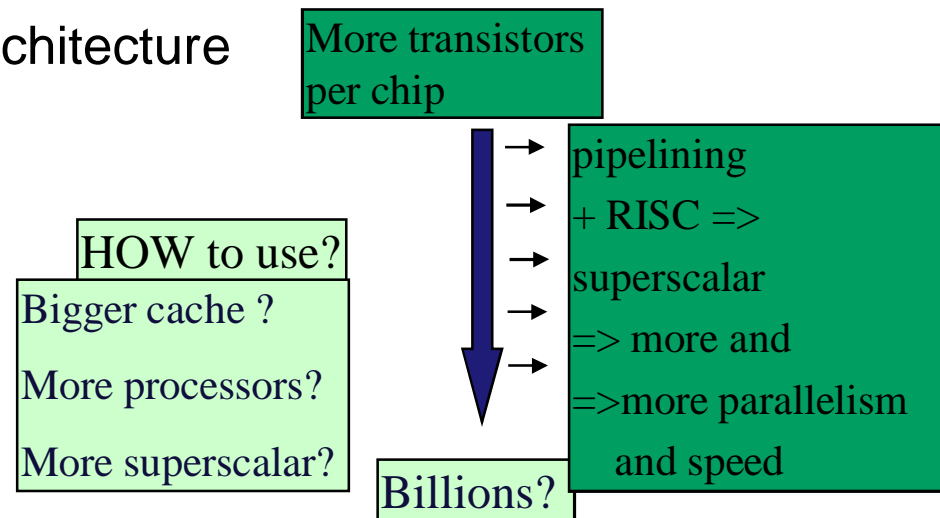 chitecture
More transistors
per chip
pipelining
+ RISC =>
superscalar
=> more and
=>more parallelism
and speed
HOW to use?
Bigger cache ?
More processors?
More superscalar?
Billions?